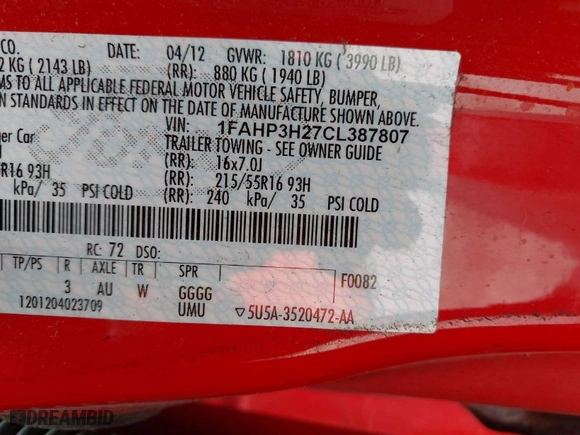 CO. DATE: 04/12 GVWR: 1810 KG ( 3990 LB)
2 KG ( 2143 LB) (RR): 880 KG ( 1940 LB)
MS TO ALL APPLICABLE FEDERAL MOTOR VEHICLE SAFETY, BUMPER,
N STANDARDS IN EFFECT ON THE DATE OF MANUFACTURE SHOWN ABOVE.
VIN: 1FAHP3H27CL387807
ger Car TRAILER TOWING - SEE OWNER GUIDE
(RR): 16x7.0J
R16 93H (RR): 215/55R16 93H
kPa/ 35 PSI COLD (RR): 240 kPa/ 35 PSI COLD
RC: 72 DSO:
TP/PS R AXLE TR SPR F0082
3 AU W GGGG
1201204023709 UMU ▽5U5A-3520472-AA
DREAMBID